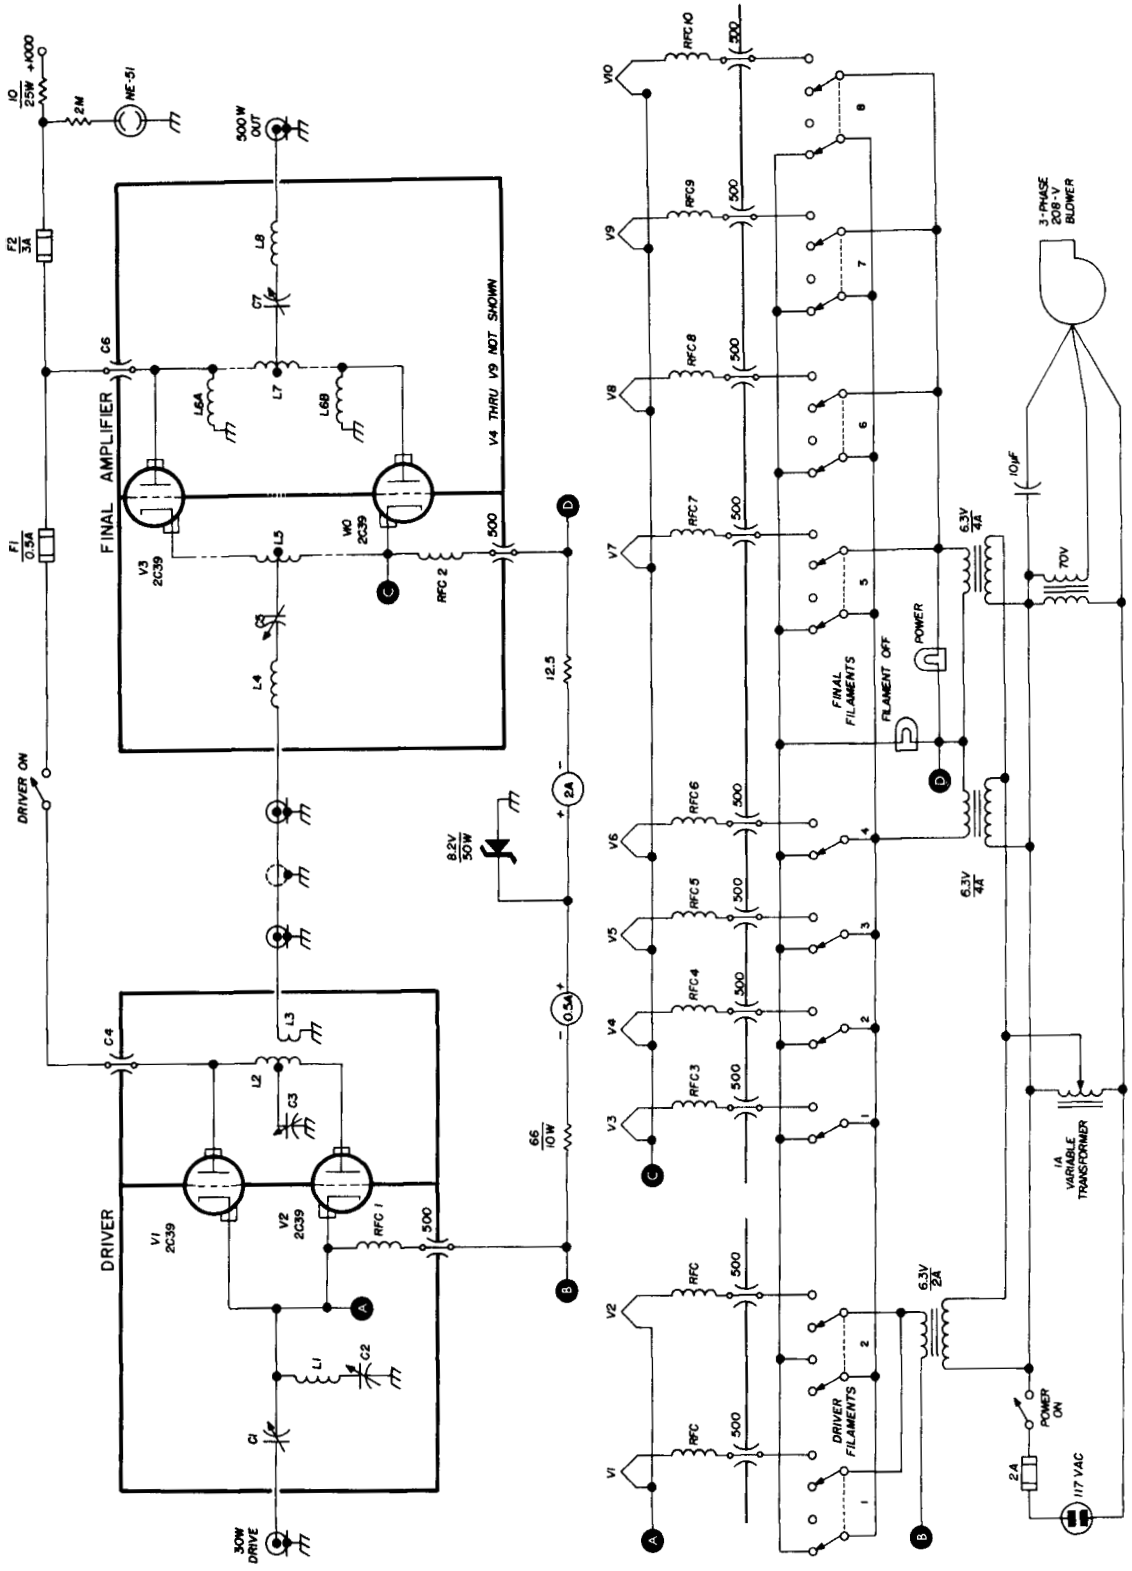 10
25W
+1000
2M
NE-51
F2
3A
F1
0.5A
DRIVER ON
DRIVER
C4
FINAL AMPLIFIER
C6
V1
2C39
V2
2C39
30W
DRIVE
C1
L1
C2
A
RFC 1
500
L2
C3
L3
L4
C5
L5
V3
2C39
V10
2C39
C
RFC 2
500
L6A
L6B
L7
C7
L8
500W
OUT
V4 THRU V9 NOT SHOWN
B
66
10W
-
0.5A
+
8.2V
50W
+
2A
-
12.5
D
V1
V2
V3
V4
V5
V6
V7
V8
V9
V10
A
C
RFC
RFC
RFC3
RFC4
RFC5
RFC6
RFC7
RFC8
RFC9
RFC10
500
500
500
500
500
500
500
500
500
500
1
DRIVER
FILAMENTS
2
1
2
3
4
FINAL
FILAMENTS
5
6
7
8
FILAMENT OFF
POWER
B
D
6.3V
2A
6.3V
4A
6.3V
4A
2A
POWER
ON
117 VAC
1A
VARIABLE
TRANSFORMER
70V
10µF
3-PHASE
208-V
BLOWER